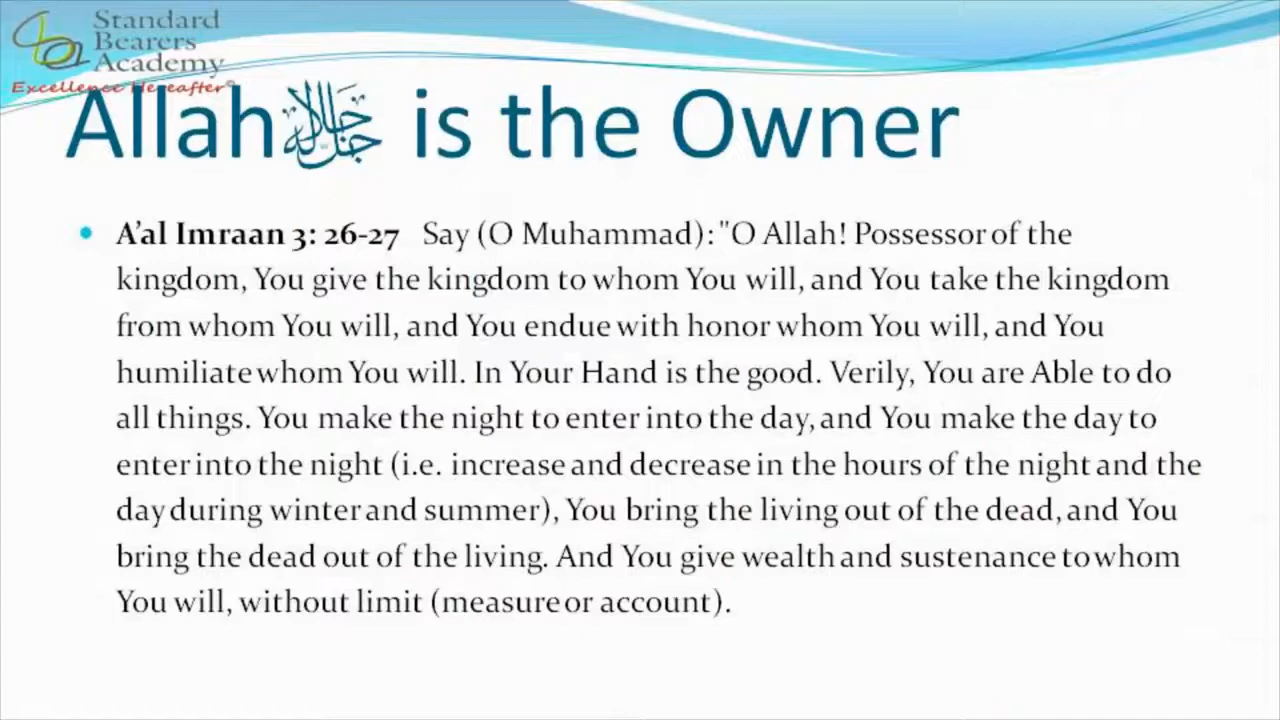 Standard
Bearers
Academy
Excellence Hereafter®
Allah جل جلاله is the Owner
• A'al Imraan 3: 26-27 Say (O Muhammad): "O Allah! Possessor of the
kingdom, You give the kingdom to whom You will, and You take the kingdom
from whom You will, and You endue with honor whom You will, and You
humiliate whom You will. In Your Hand is the good. Verily, You are Able to do
all things. You make the night to enter into the day, and You make the day to
enter into the night (i.e. increase and decrease in the hours of the night and the
day during winter and summer), You bring the living out of the dead, and You
bring the dead out of the living. And You give wealth and sustenance to whom
You will, without limit (measure or account).